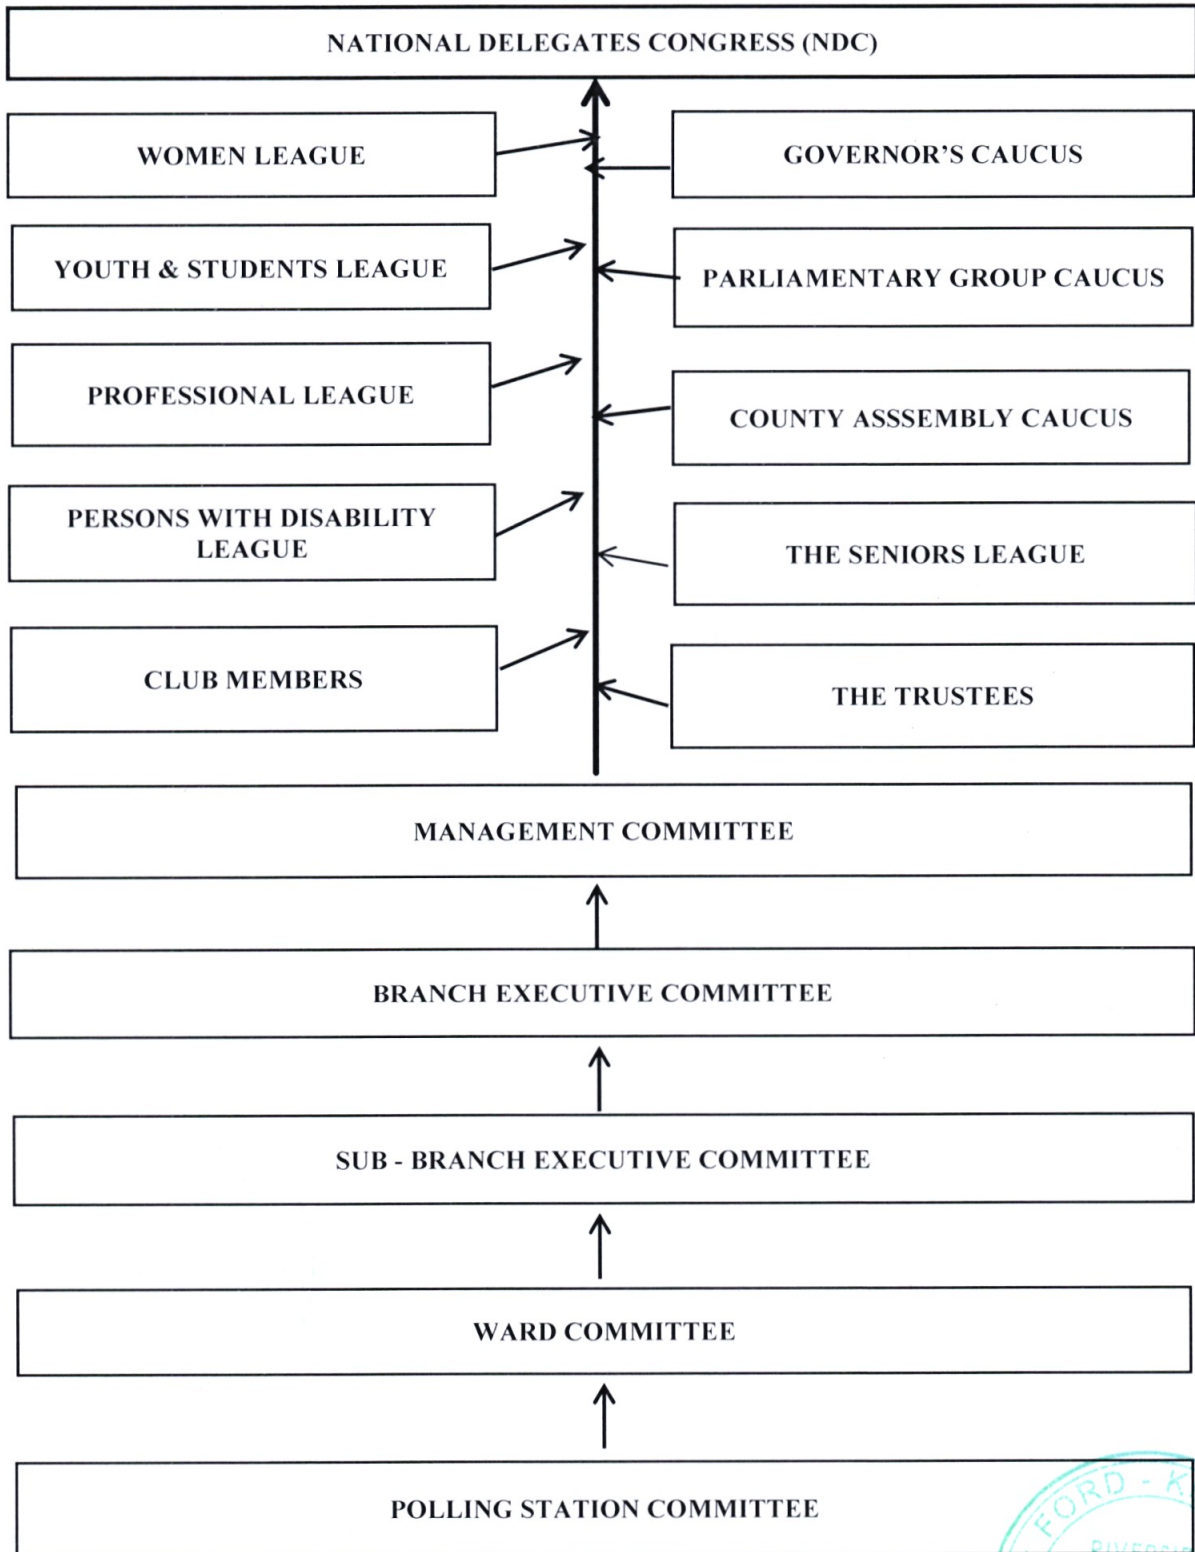 NATIONAL DELEGATES CONGRESS (NDC)
WOMEN LEAGUE
GOVERNOR'S CAUCUS
YOUTH & STUDENTS LEAGUE
PARLIAMENTARY GROUP CAUCUS
PROFESSIONAL LEAGUE
COUNTY ASSSEMBLY CAUCUS
PERSONS WITH DISABILITY
LEAGUE
THE SENIORS LEAGUE
CLUB MEMBERS
THE TRUSTEES
MANAGEMENT COMMITTEE
BRANCH EXECUTIVE COMMITTEE
SUB - BRANCH EXECUTIVE COMMITTEE
WARD COMMITTEE
POLLING STATION COMMITTEE
FORD - K